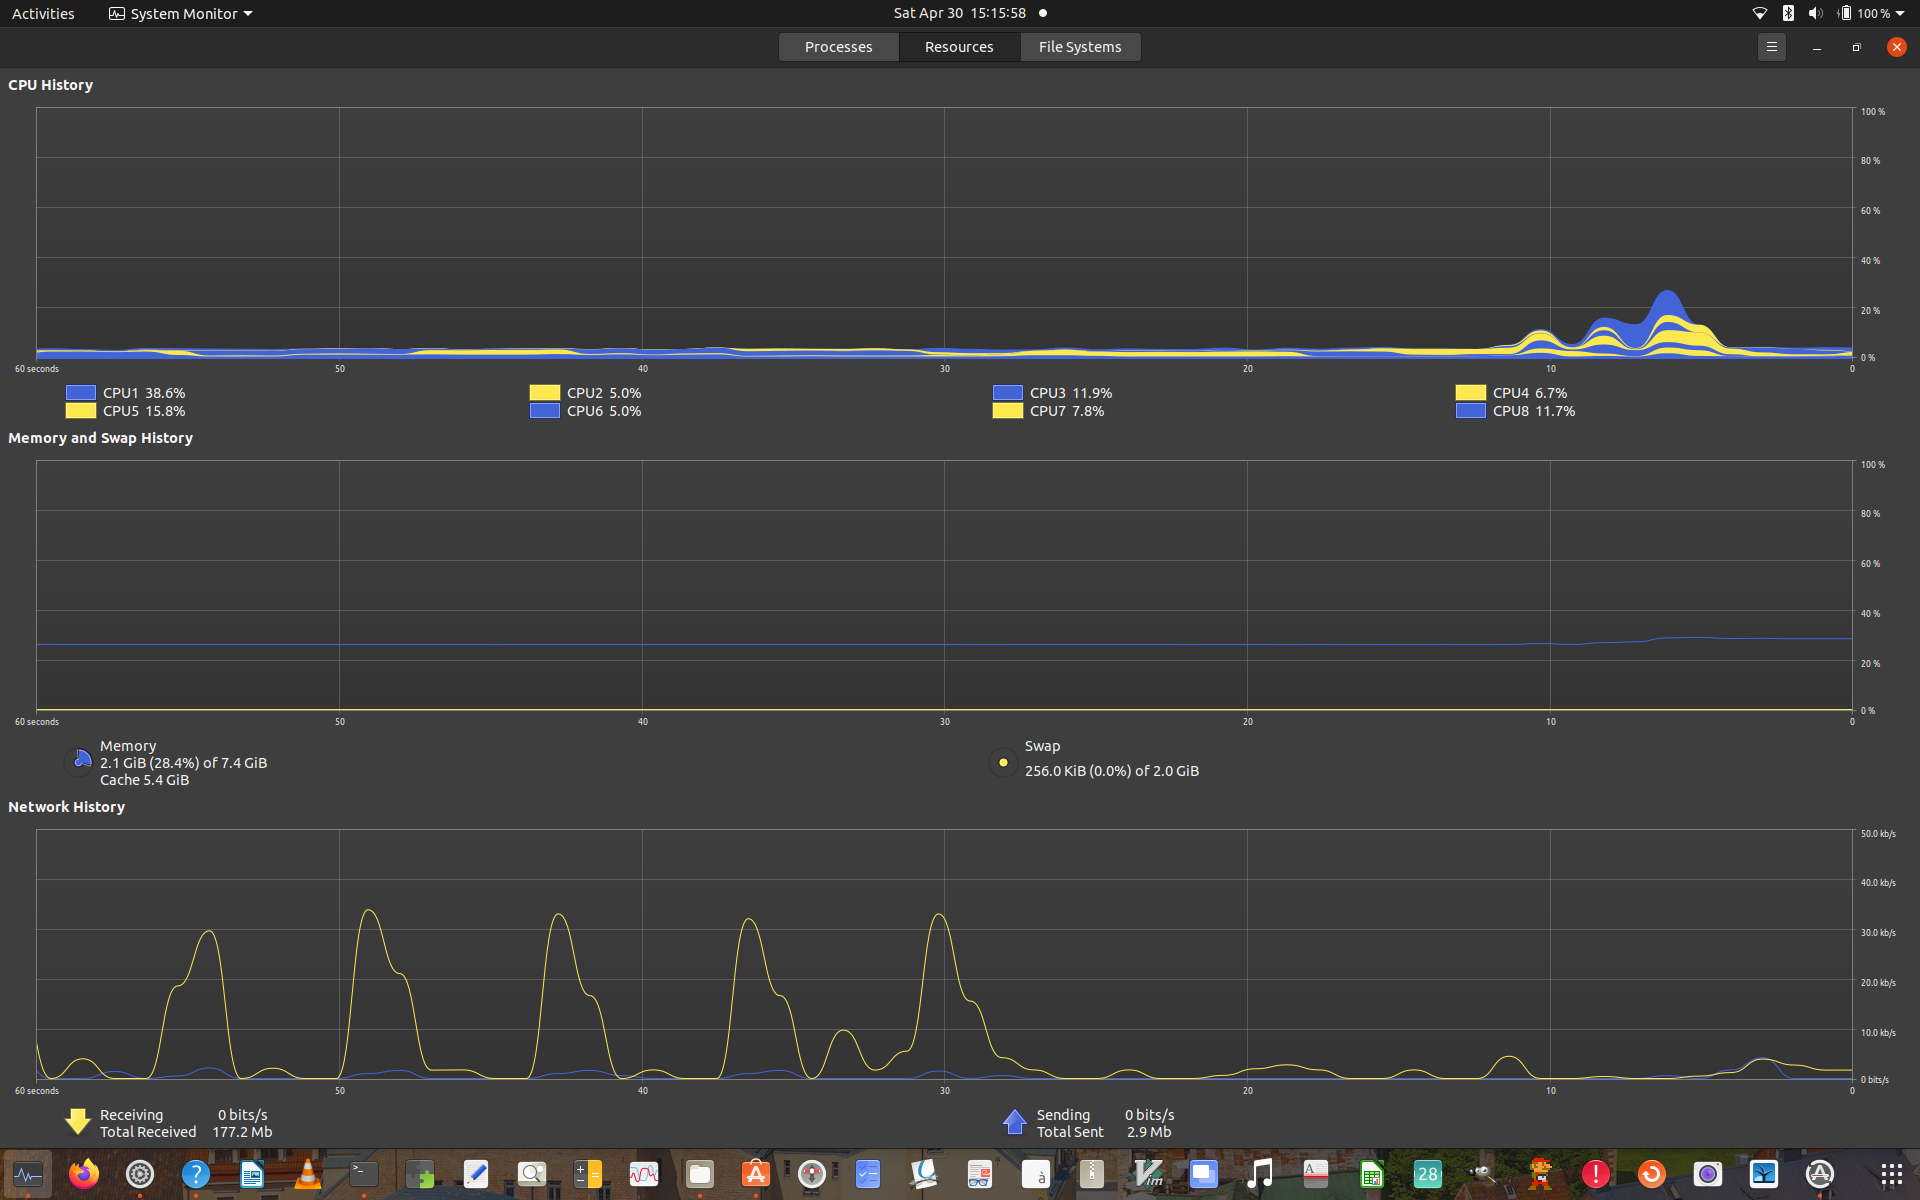 Activities
System Monitor
Sat Apr 30 15:15:58
100 %
Processes
Resources
File Systems
CPU History
100 %
80 %
60 %
40 %
20 %
0 %
60 seconds 50 40 30 20 10 0
CPU1 38.6% CPU2 5.0% CPU3 11.9% CPU4 6.7%
CPU5 15.8% CPU6 5.0% CPU7 7.8% CPU8 11.7%
Memory and Swap History
100 %
80 %
60 %
40 %
20 %
0 %
60 seconds 50 40 30 20 10 0
Memory
2.1 GiB (28.4%) of 7.4 GiB
Cache 5.4 GiB
Swap
256.0 KiB (0.0%) of 2.0 GiB
Network History
50.0 kb/s
40.0 kb/s
30.0 kb/s
20.0 kb/s
10.0 kb/s
0 bits/s
60 seconds 50 40 30 20 10 0
Receiving 0 bits/s
Total Received 177.2 Mb
Sending 0 bits/s
Total Sent 2.9 Mb
?
>_
à
Vim
A
28
!